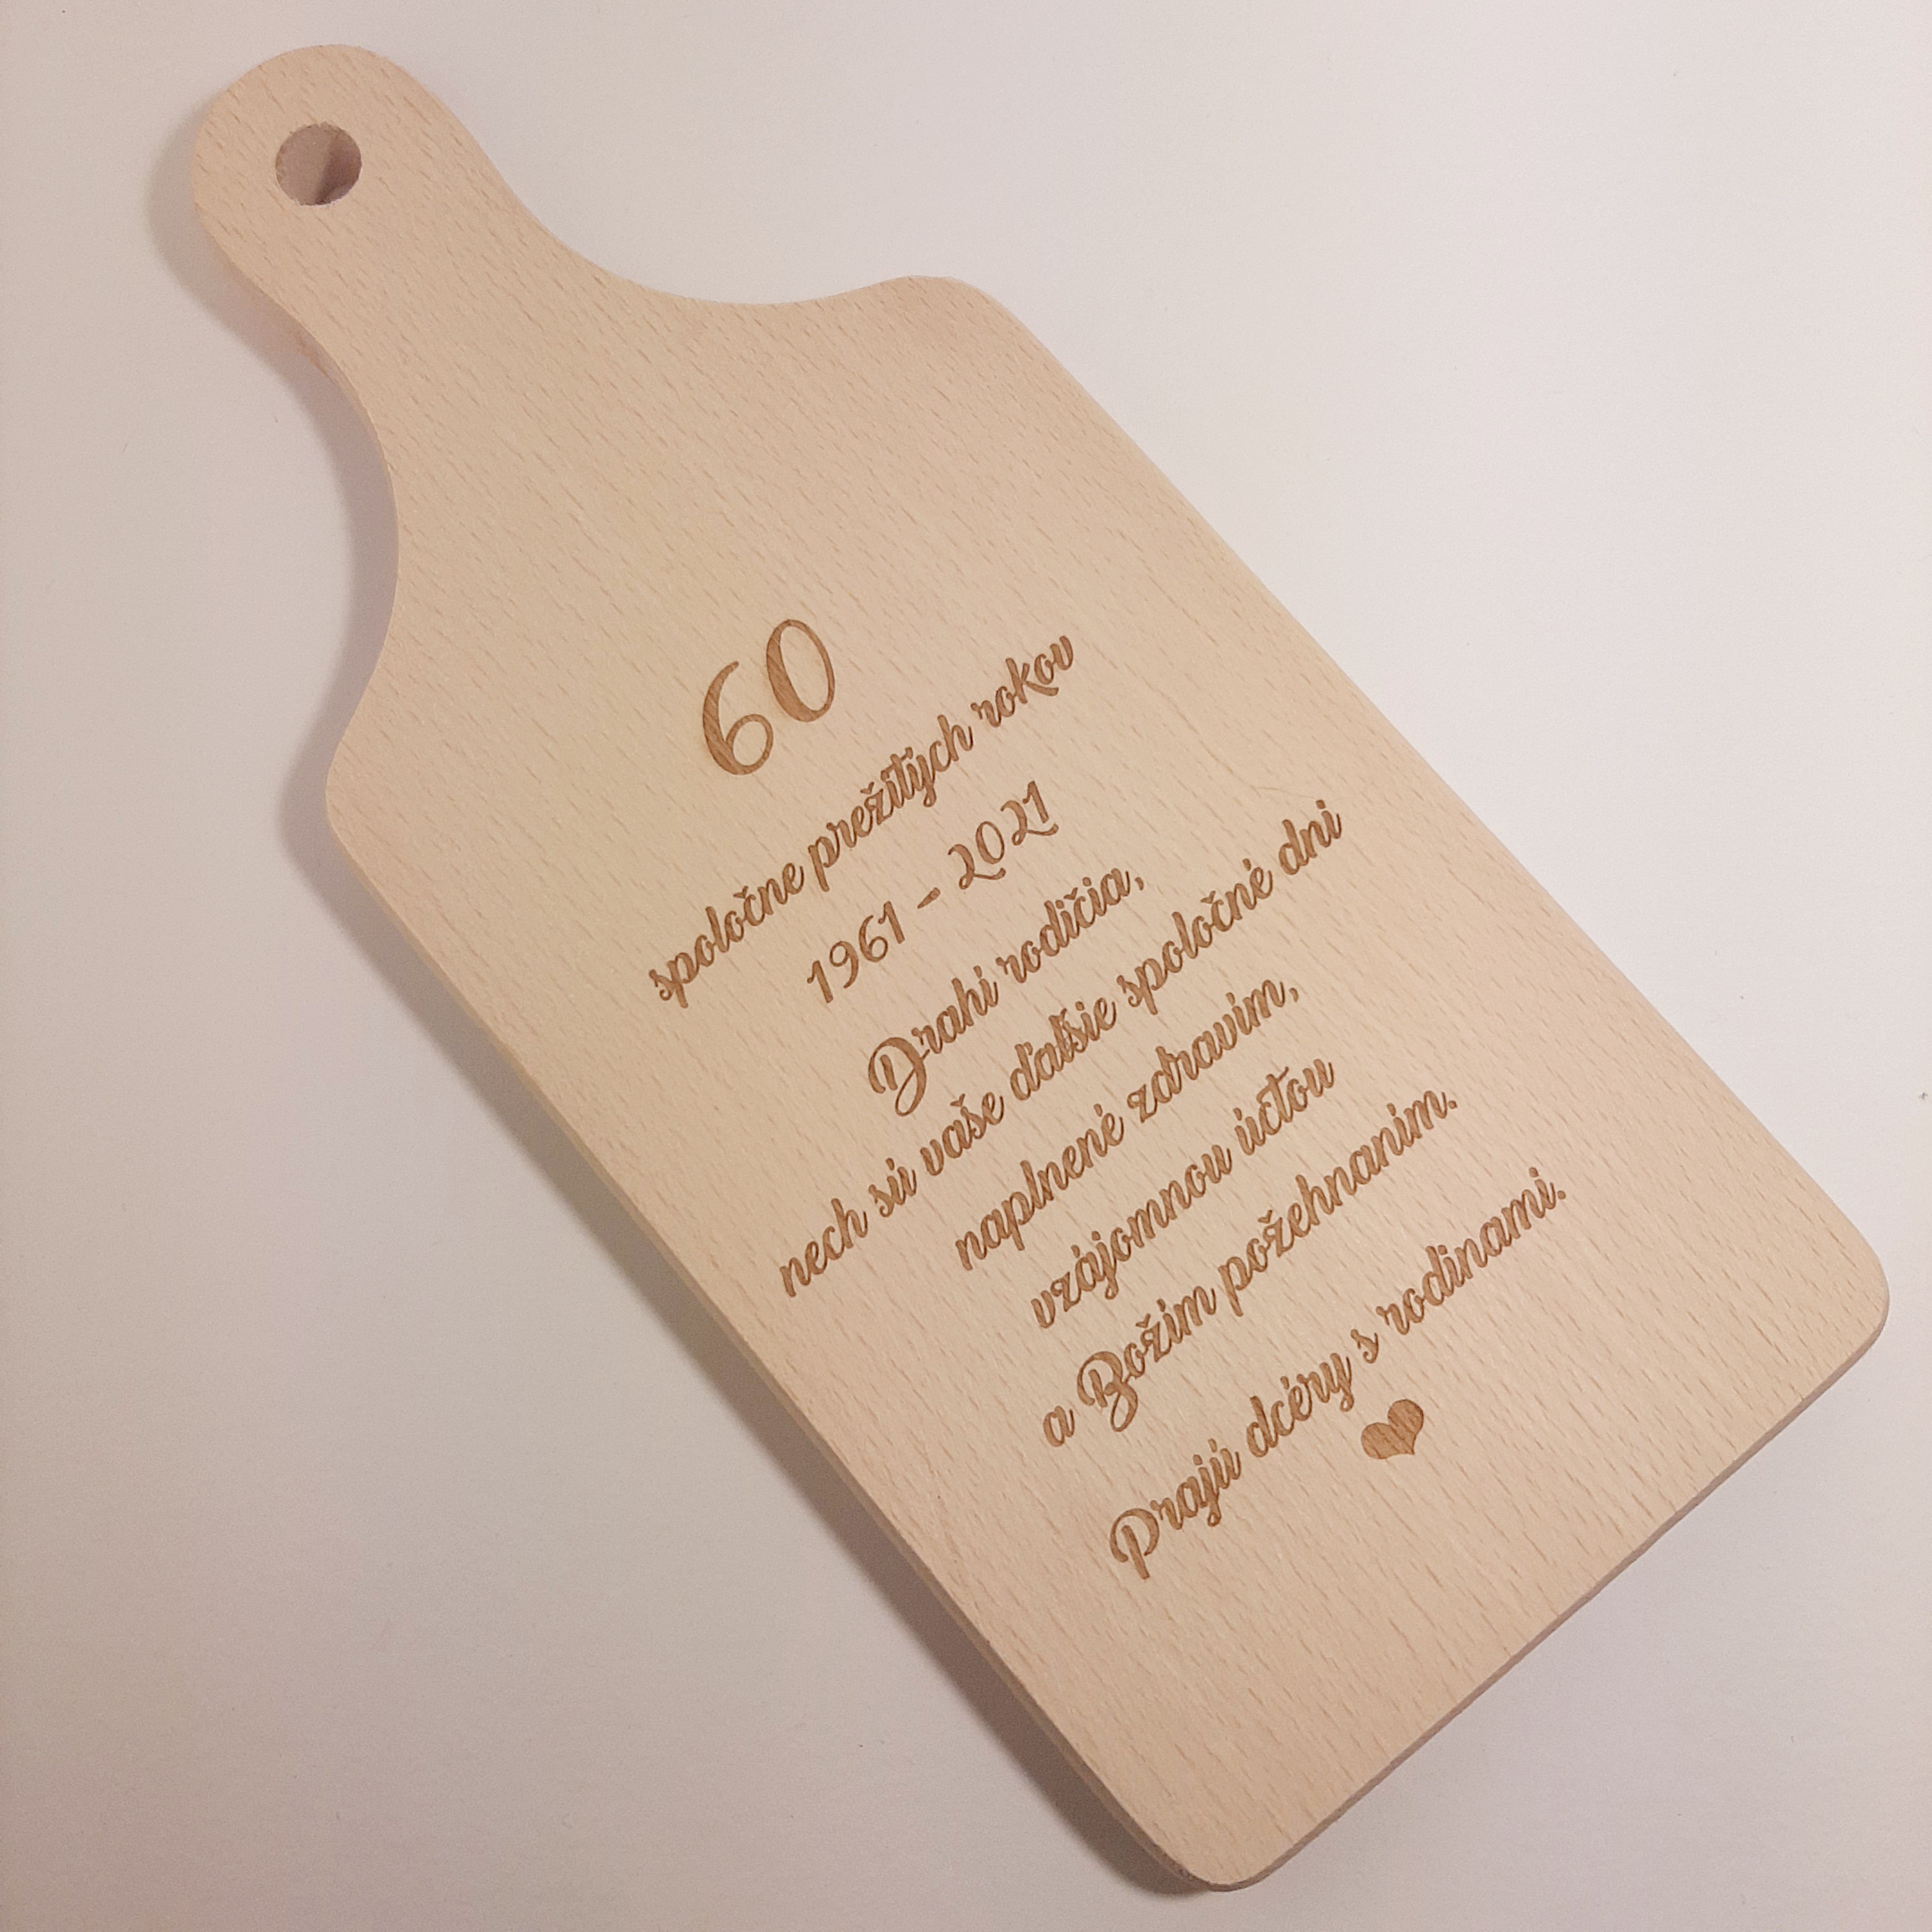 60
spoločne prežitých rokov
1961 - 2021
Drahí rodičia,
nech sú vaše ďalšie spoločné dni
naplnené zdravím,
vzájomnou úctou
a Božím požehnaním.
Prajú dcéry s rodinami.